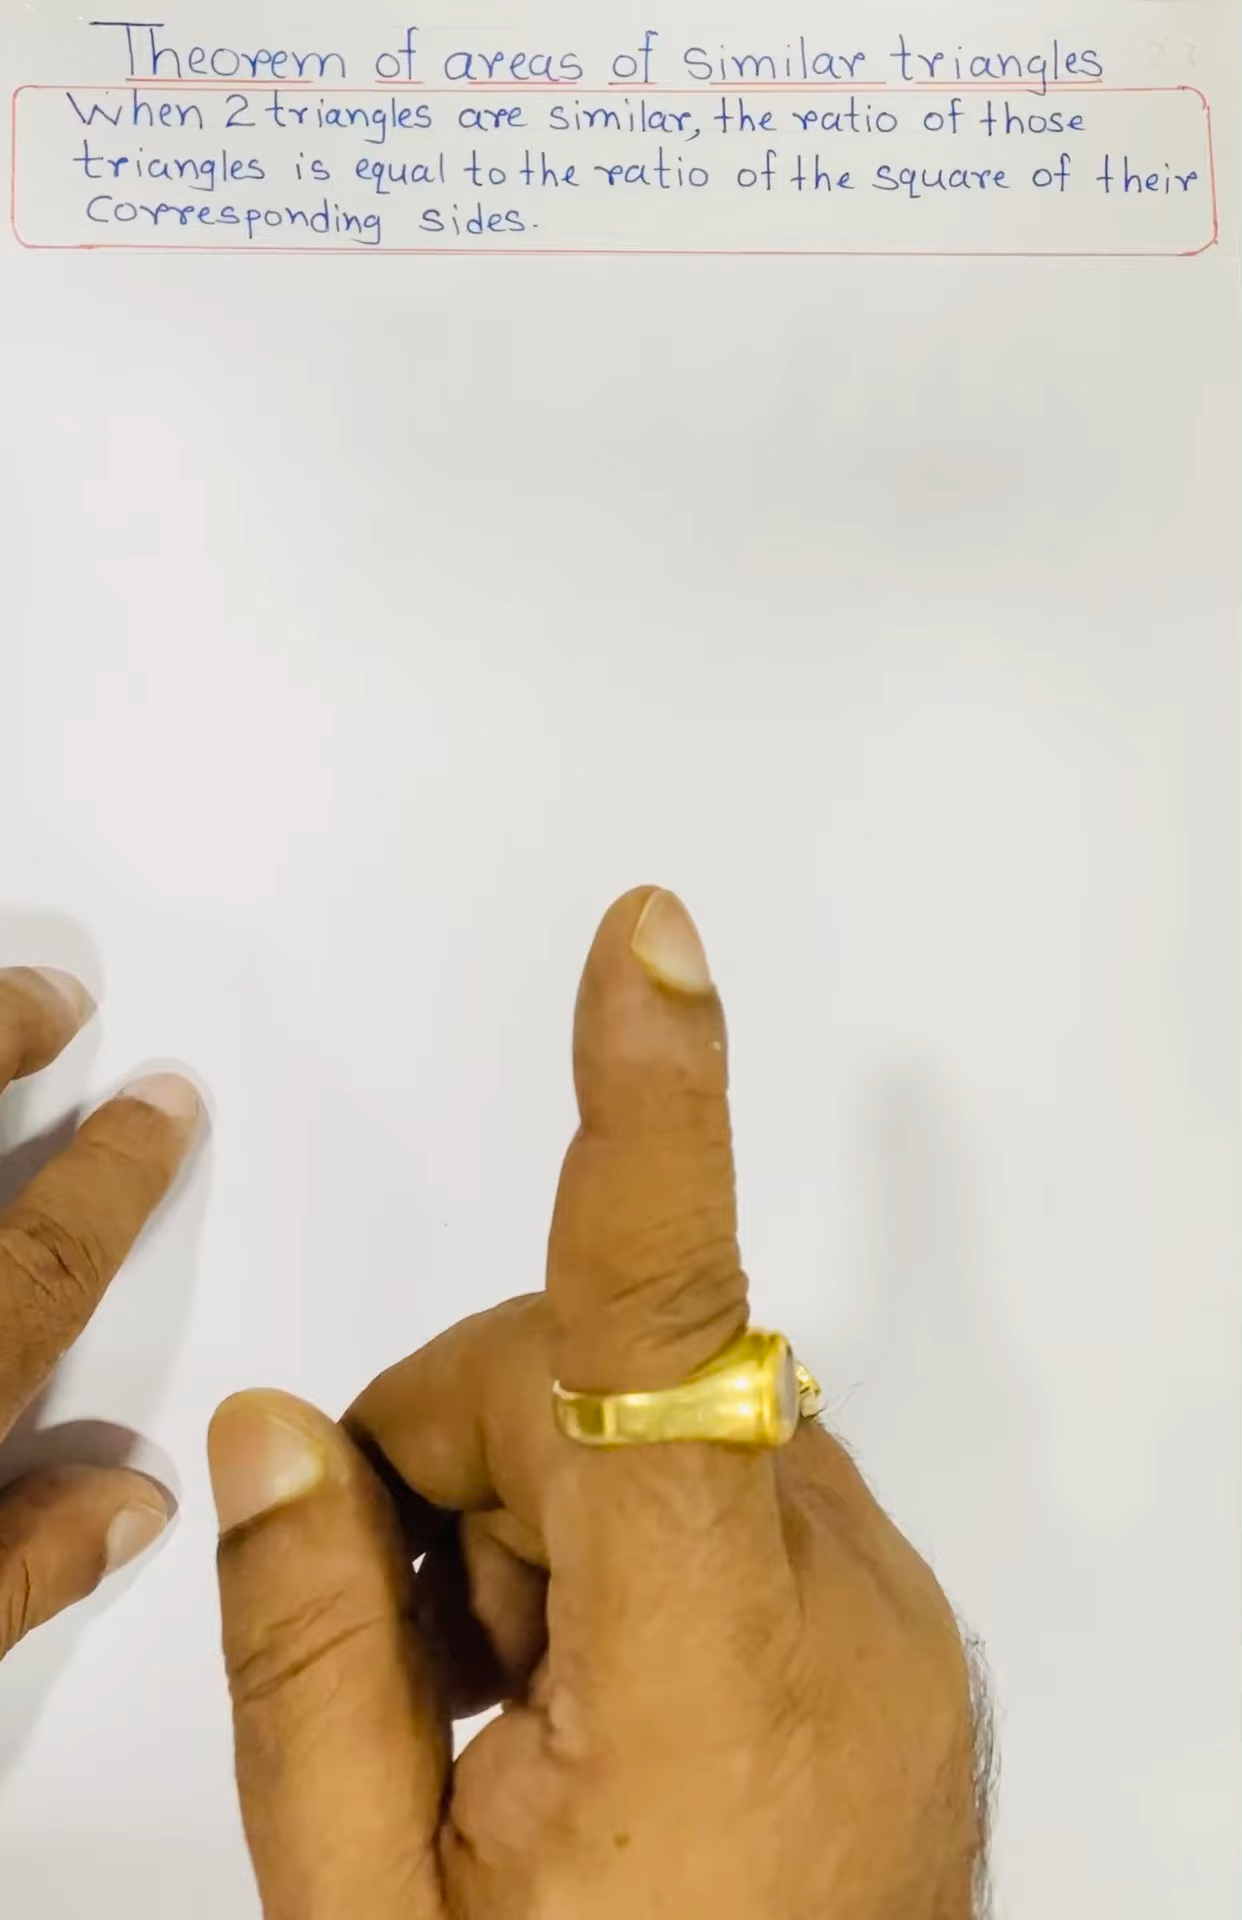 Theorem of areas of similar triangles
When 2 triangles are similar, the ratio of those
triangles is equal to the ratio of the square of their
Corresponding sides.